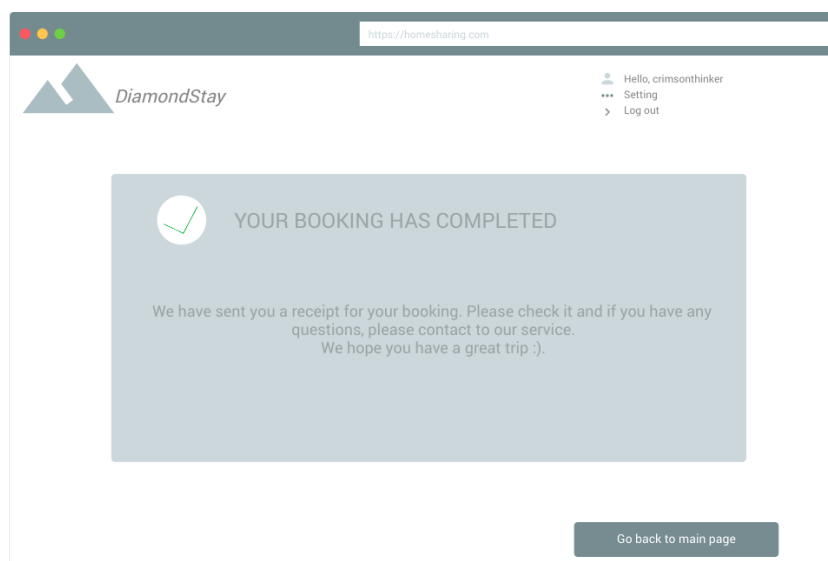 https://homesharing.com
DiamondStay
Hello, crimsonthinker
Setting
Log out
YOUR BOOKING HAS COMPLETED
We have sent you a receipt for your booking. Please check it and if you have any
questions, please contact to our service.
We hope you have a great trip :).
Go back to main page